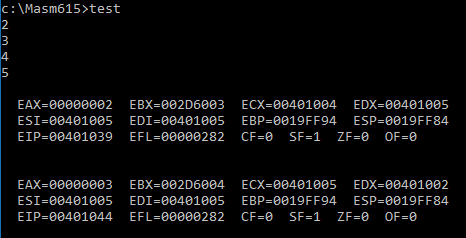 c:\Masm615>test
2
3
4
5
EAX=00000002 EBX=002D6003 ECX=00401004 EDX=00401005
ESI=00401005 EDI=00401005 EBP=0019FF94 ESP=0019FF84
EIP=00401039 EFL=00000282 CF=0 SF=1 ZF=0 OF=0
EAX=00000003 EBX=002D6004 ECX=00401005 EDX=00401002
ESI=00401005 EDI=00401005 EBP=0019FF94 ESP=0019FF84
EIP=00401044 EFL=00000282 CF=0 SF=1 ZF=0 OF=0